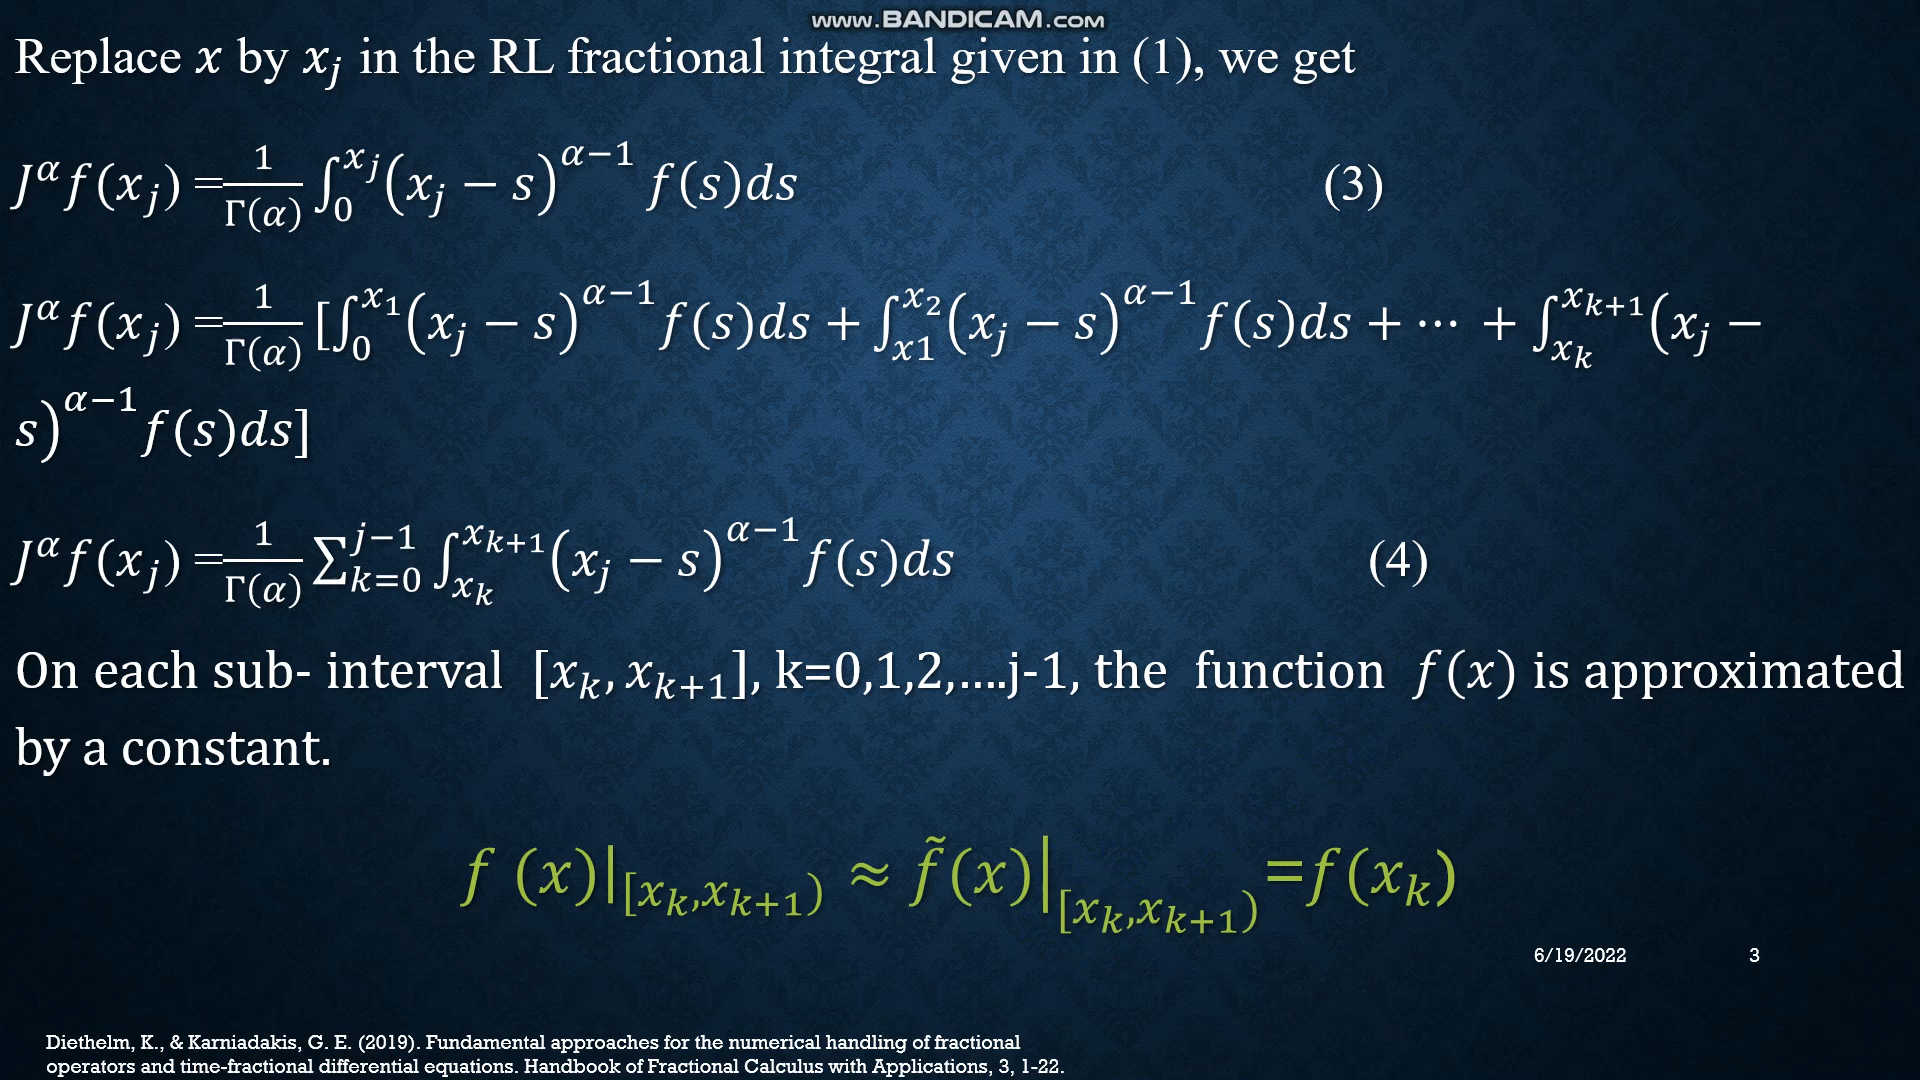 www.BANDICAM.com
Replace x by x_j in the RL fractional integral given in (1), we get
J^α f(x_j) = 1/Γ(α) ∫_0^{x_j} (x_j − s)^{α−1} f(s)ds (3)
J^α f(x_j) = 1/Γ(α) [∫_0^{x_1} (x_j − s)^{α−1} f(s)ds + ∫_{x1}^{x_2} (x_j − s)^{α−1} f(s)ds + ⋯ + ∫_{x_k}^{x_{k+1}} (x_j −
s)^{α−1} f(s)ds]
J^α f(x_j) = 1/Γ(α) ∑_{k=0}^{j−1} ∫_{x_k}^{x_{k+1}} (x_j − s)^{α−1} f(s)ds (4)
On each sub- interval [x_k, x_{k+1}], k=0,1,2,....j-1, the function f(x) is approximated
by a constant.
f (x)|_{[x_k,x_{k+1})} ≈ f̃(x)|_{[x_k,x_{k+1})} =f(x_k)
6/19/2022 3
Diethelm, K., & Karniadakis, G. E. (2019). Fundamental approaches for the numerical handling of fractional
operators and time-fractional differential equations. Handbook of Fractional Calculus with Applications, 3, 1-22.